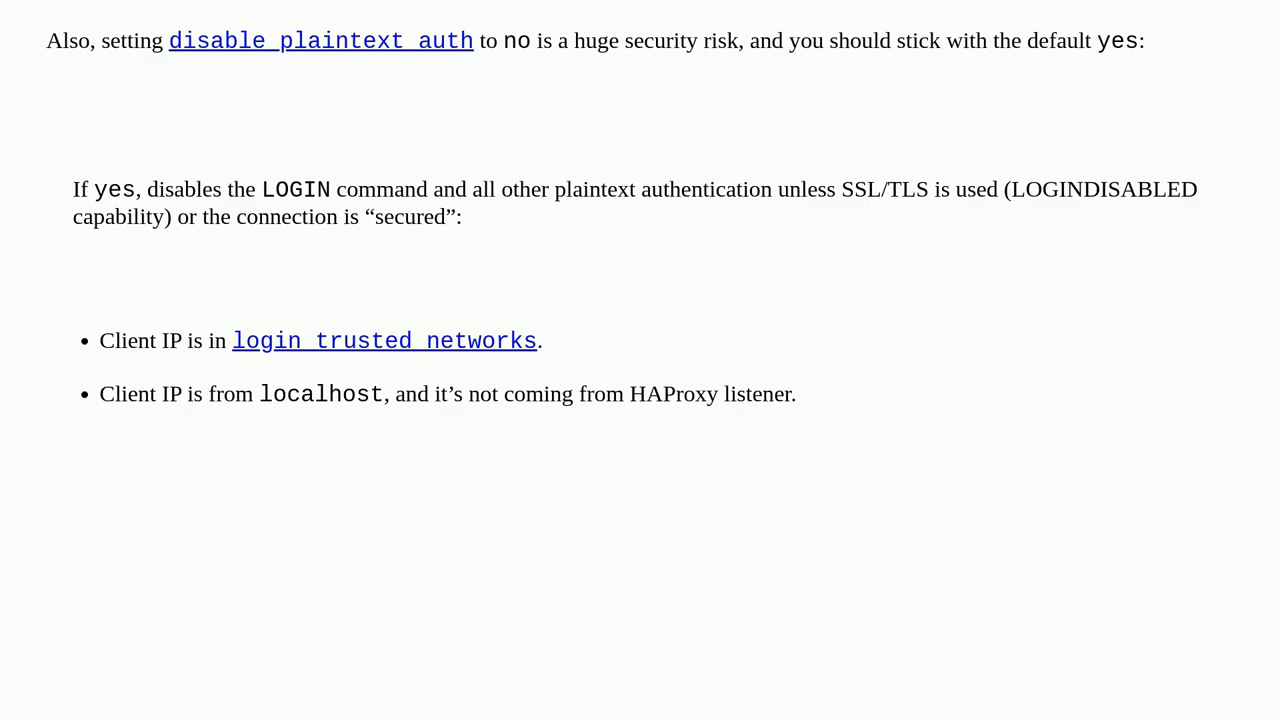 Also, setting disable_plaintext_auth to no is a huge security risk, and you should stick with the default yes:
If yes, disables the LOGIN command and all other plaintext authentication unless SSL/TLS is used (LOGINDISABLED
capability) or the connection is “secured”:
• Client IP is in login_trusted_networks.
• Client IP is from localhost, and it’s not coming from HAProxy listener.